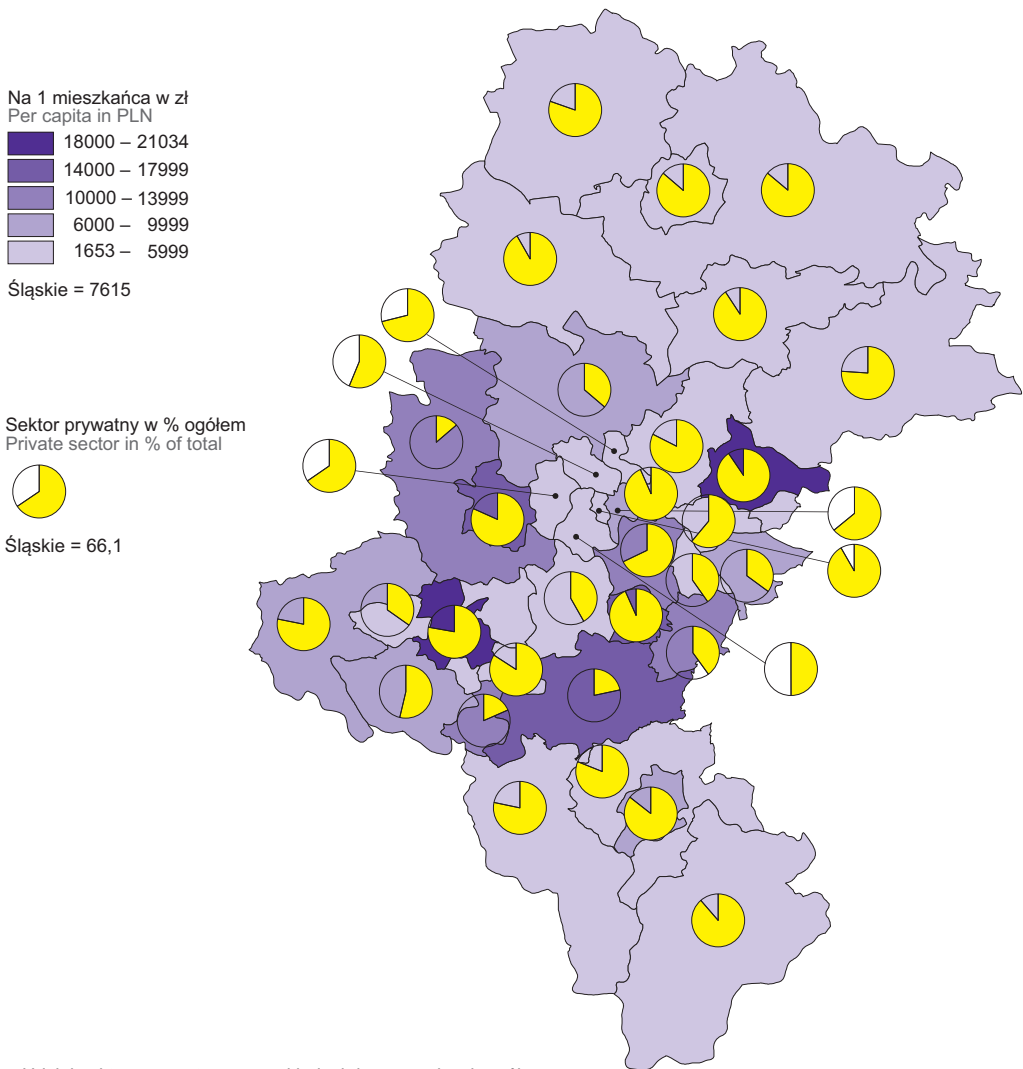 Na 1 mieszkańca w zł
Per capita in PLN
18000 – 21034
14000 – 17999
10000 – 13999
6000 – 9999
1653 – 5999
Śląskie = 7615
Sektor prywatny w % ogółem
Private sector in % of total
Śląskie = 66,1